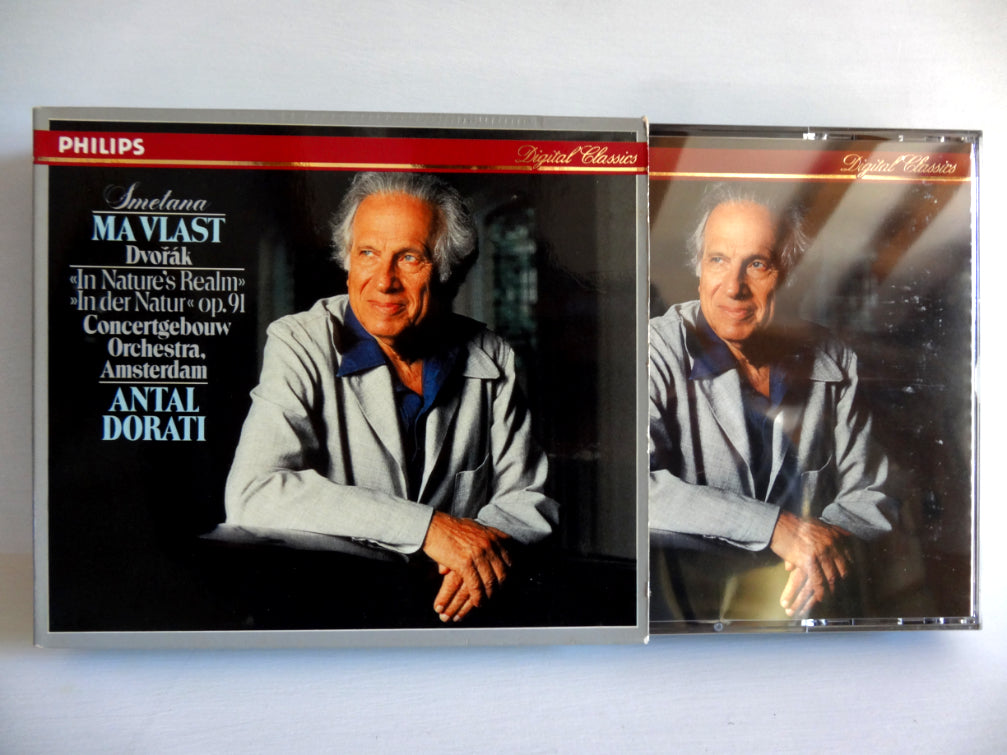 PHILIPS
Digital Classics
Smetana
MA VLAST
Dvořák
«In Nature's Realm»
»In der Natur« op.91
Concertgebouw
Orchestra,
Amsterdam
ANTAL
DORATI
Digital Classics